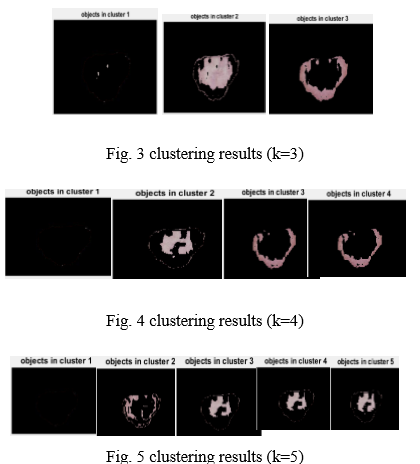 objects in cluster 1 objects in cluster 2 objects in cluster 3
Fig. 3 clustering results (k=3)
objects in cluster 1 objects in cluster 2 objects in cluster 3 objects in cluster 4
Fig. 4 clustering results (k=4)
objects in cluster 1 objects in cluster 2 objects in cluster 3 objects in cluster 4 objects in cluster 5
Fig. 5 clustering results (k=5)